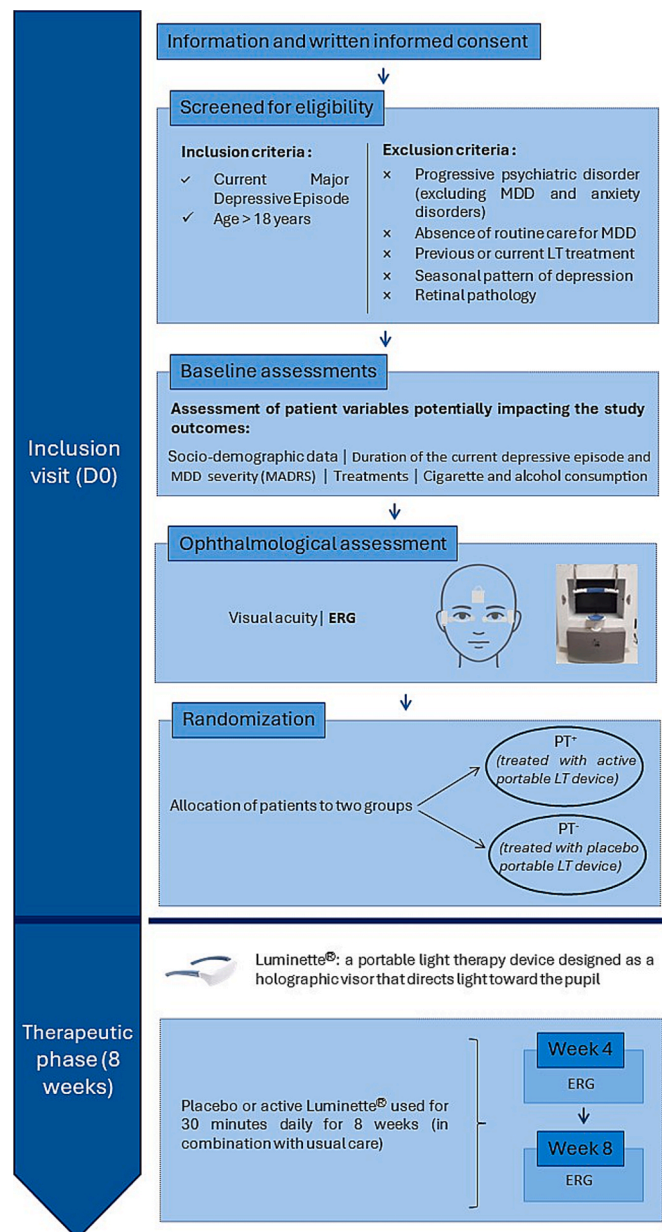 Information and written informed consent
Screened for eligibility
Inclusion criteria :
✓ Current Major
Depressive Episode
✓ Age > 18 years
Exclusion criteria :
× Progressive psychiatric disorder
(excluding MDD and anxiety
disorders)
× Absence of routine care for MDD
× Previous or current LT treatment
× Seasonal pattern of depression
× Retinal pathology
Baseline assessments
Assessment of patient variables potentially impacting the study
outcomes:
Socio-demographic data | Duration of the current depressive episode and
MDD severity (MADRS) | Treatments | Cigarette and alcohol consumption
Inclusion
visit (D0)
Ophthalmological assessment
Visual acuity | ERG
Randomization
Allocation of patients to two groups
PT⁺
(treated with active
portable LT device)
PT⁻
(treated with placebo
portable LT device)
Luminette®: a portable light therapy device designed as a
holographic visor that directs light toward the pupil
Therapeutic
phase (8
weeks)
Placebo or active Luminette® used for
30 minutes daily for 8 weeks (in
combination with usual care)
Week 4
ERG
Week 8
ERG